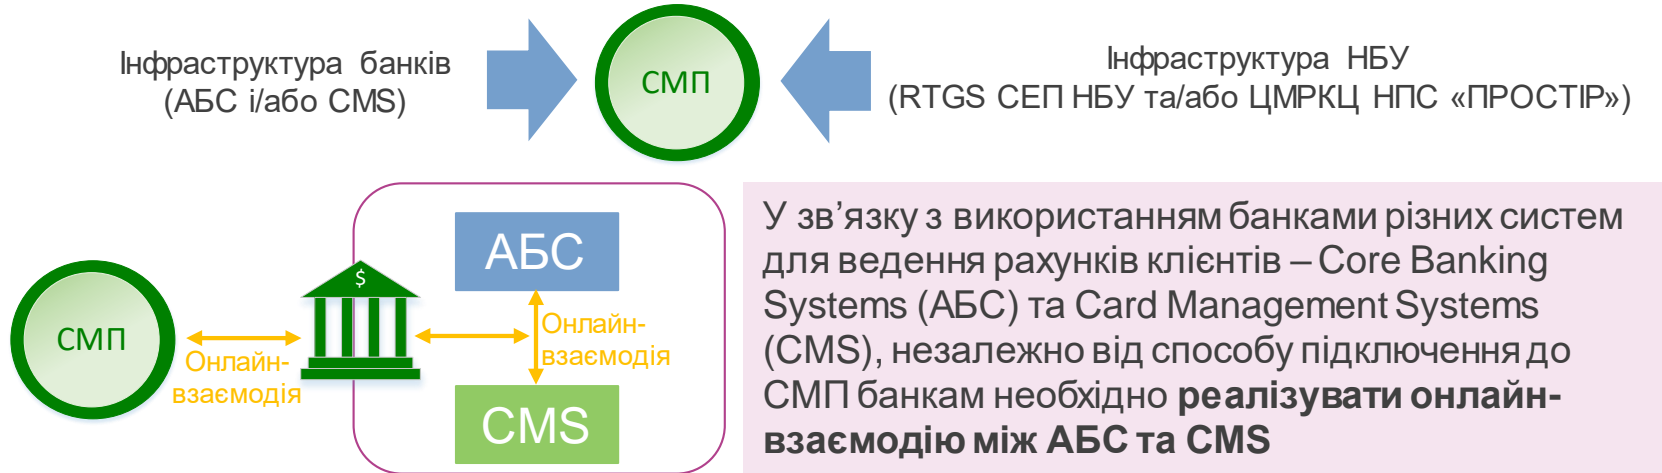 Інфраструктура банків
(АБС і/або CMS)
СМП
Інфраструктура НБУ
(RTGS СЕП НБУ та/або ЦМРКЦ НПС «ПРОСТІР»)
СМП
Онлайн-
взаємодія
$
АБС
Онлайн-
взаємодія
CMS
У зв’язку з використанням банками різних систем
для ведення рахунків клієнтів – Core Banking
Systems (АБС) та Card Management Systems
(CMS), незалежно від способу підключення до
СМП банкам необхідно реалізувати онлайн-
взаємодію між АБС та CMS